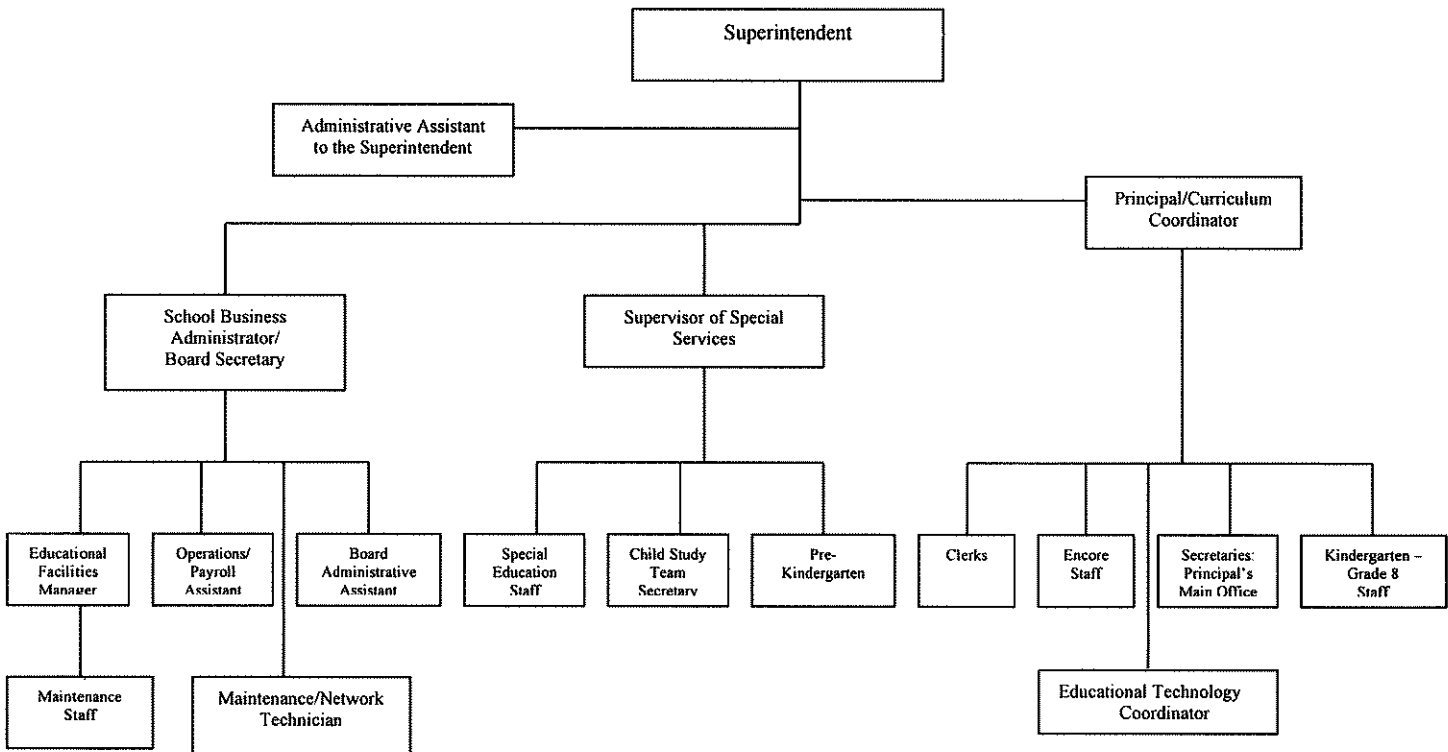 Superintendent
Administrative Assistant
to the Superintendent
Principal/Curriculum
Coordinator
School Business
Administrator/
Board Secretary
Supervisor of Special
Services
Educational
Facilities
Manager
Operations/
Payroll
Assistant
Board
Administrative
Assistant
Special
Education
Staff
Child Study
Team
Secretary
Pre-
Kindergarten
Clerks
Encore
Staff
Secretaries:
Principal's
Main Office
Kindergarten –
Grade 8
Staff
Maintenance
Staff
Maintenance/Network
Technician
Educational Technology
Coordinator